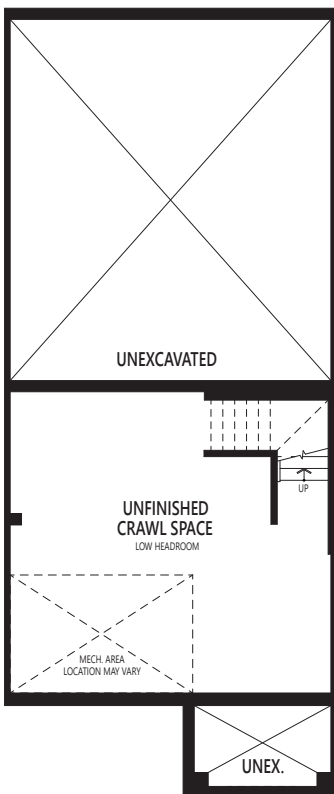 UNEXCAVATED
UP
UNFINISHED
CRAWL SPACE
LOW HEADROOM
MECH. AREA
LOCATION MAY VARY
UNEX.